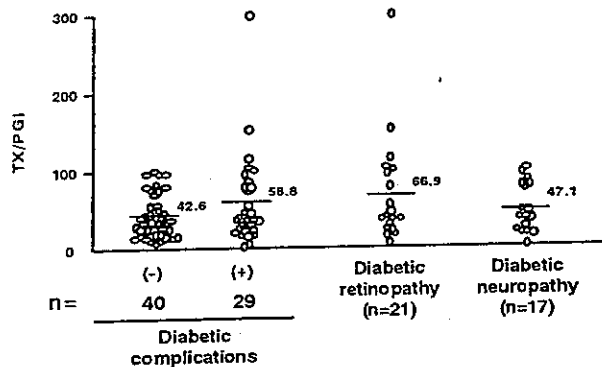 300
200
100
0
TX/PGI
42.6
58.8
66.9
47.1
(-)
(+)
n=
40
29
Diabetic
complications
Diabetic
retinopathy
(n=21)
Diabetic
neuropathy
(n=17)